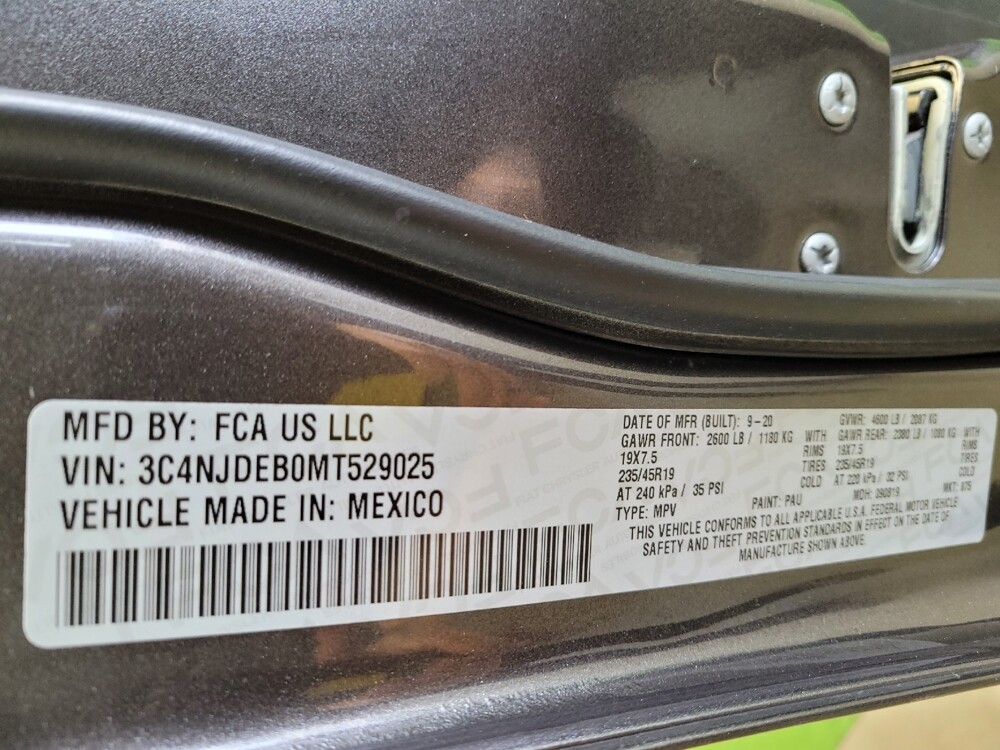 MFD BY: FCA US LLC
VIN: 3C4NJDEB0MT529025
VEHICLE MADE IN: MEXICO
DATE OF MFR (BUILT): 9-20 GVWR: 4600 LB / 2087 KG
GAWR FRONT: 2600 LB / 1180 KG WITH GAWR REAR: 2380 LB / 1080 KG WITH
19X7.5 RIMS 19X7.5 RIMS
235/45R19 TIRES 235/45R19 TIRES
AT 240 kPa / 35 PSI COLD AT 220 kPa / 32 PSI COLD
TYPE: MPV PAINT: PAU MDH: 090819 MKT: 875
THIS VEHICLE CONFORMS TO ALL APPLICABLE U.S.A. FEDERAL MOTOR VEHICLE
SAFETY AND THEFT PREVENTION STANDARDS IN EFFECT ON THE DATE OF
MANUFACTURE SHOWN ABOVE.